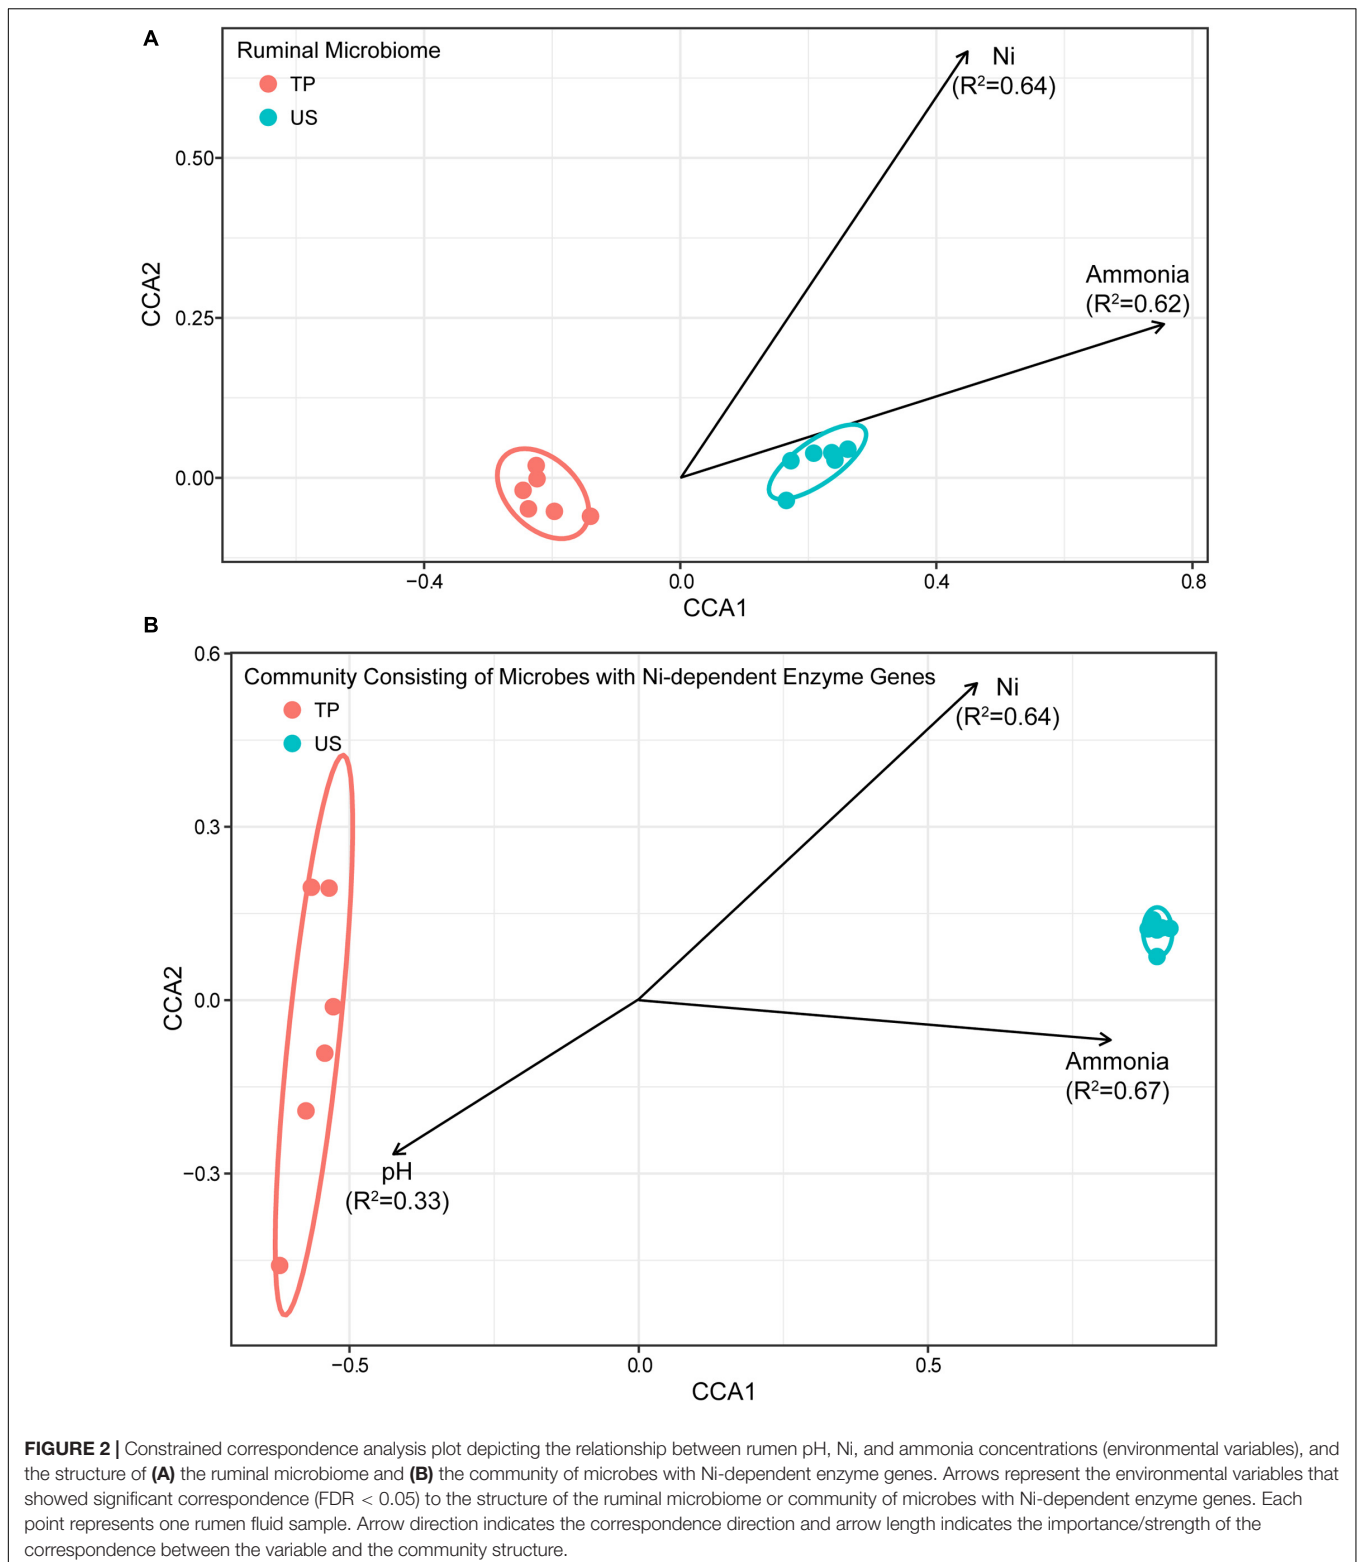 A
Ruminal Microbiome
TP
US
Ni
(R²=0.64)
Ammonia
(R²=0.62)
CCA2
0.50
0.25
0.00
−0.4
0.0
0.4
0.8
CCA1
B
Community Consisting of Microbes with Ni-dependent Enzyme Genes
TP
US
Ni
(R²=0.64)
Ammonia
(R²=0.67)
pH
(R²=0.33)
CCA2
0.6
0.3
0.0
−0.3
−0.5
0.0
0.5
CCA1
FIGURE 2 | Constrained correspondence analysis plot depicting the relationship between rumen pH, Ni, and ammonia concentrations (environmental variables), and
the structure of (A) the ruminal microbiome and (B) the community of microbes with Ni-dependent enzyme genes. Arrows represent the environmental variables that
showed significant correspondence (FDR < 0.05) to the structure of the ruminal microbiome or community of microbes with Ni-dependent enzyme genes. Each
point represents one rumen fluid sample. Arrow direction indicates the correspondence direction and arrow length indicates the importance/strength of the
correspondence between the variable and the community structure.